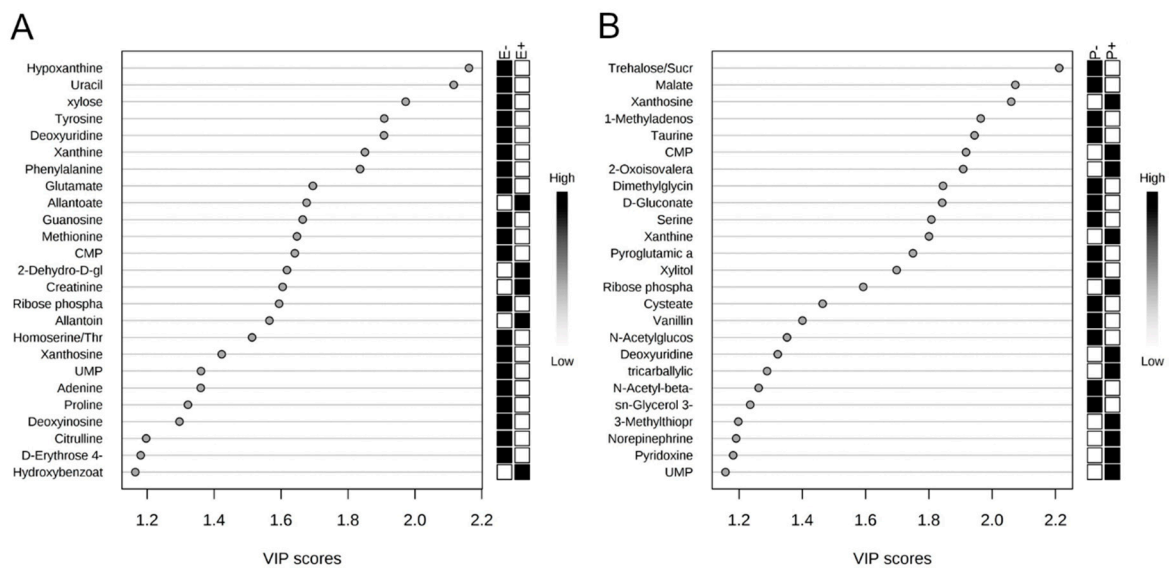 A
E-
E+
Hypoxanthine
Uracil
xylose
Tyrosine
Deoxyuridine
Xanthine
Phenylalanine
Glutamate
Allantoate
Guanosine
Methionine
CMP
2-Dehydro-D-gl
Creatinine
Ribose phospha
Allantoin
Homoserine/Thr
Xanthosine
UMP
Adenine
Proline
Deoxyinosine
Citrulline
D-Erythrose 4-
Hydroxybenzoat
1.2 1.4 1.6 1.8 2.0 2.2
VIP scores
High
Low
B
P-
P+
Trehalose/Sucr
Malate
Xanthosine
1-Methyladenos
Taurine
CMP
2-Oxoisovalera
Dimethylglycin
D-Gluconate
Serine
Xanthine
Pyroglutamic a
Xylitol
Ribose phospha
Cysteate
Vanillin
N-Acetylglucos
Deoxyuridine
tricarballylic
N-Acetyl-beta-
sn-Glycerol 3-
3-Methylthiopr
Norepinephrine
Pyridoxine
UMP
1.2 1.4 1.6 1.8 2.0 2.2
VIP scores
High
Low